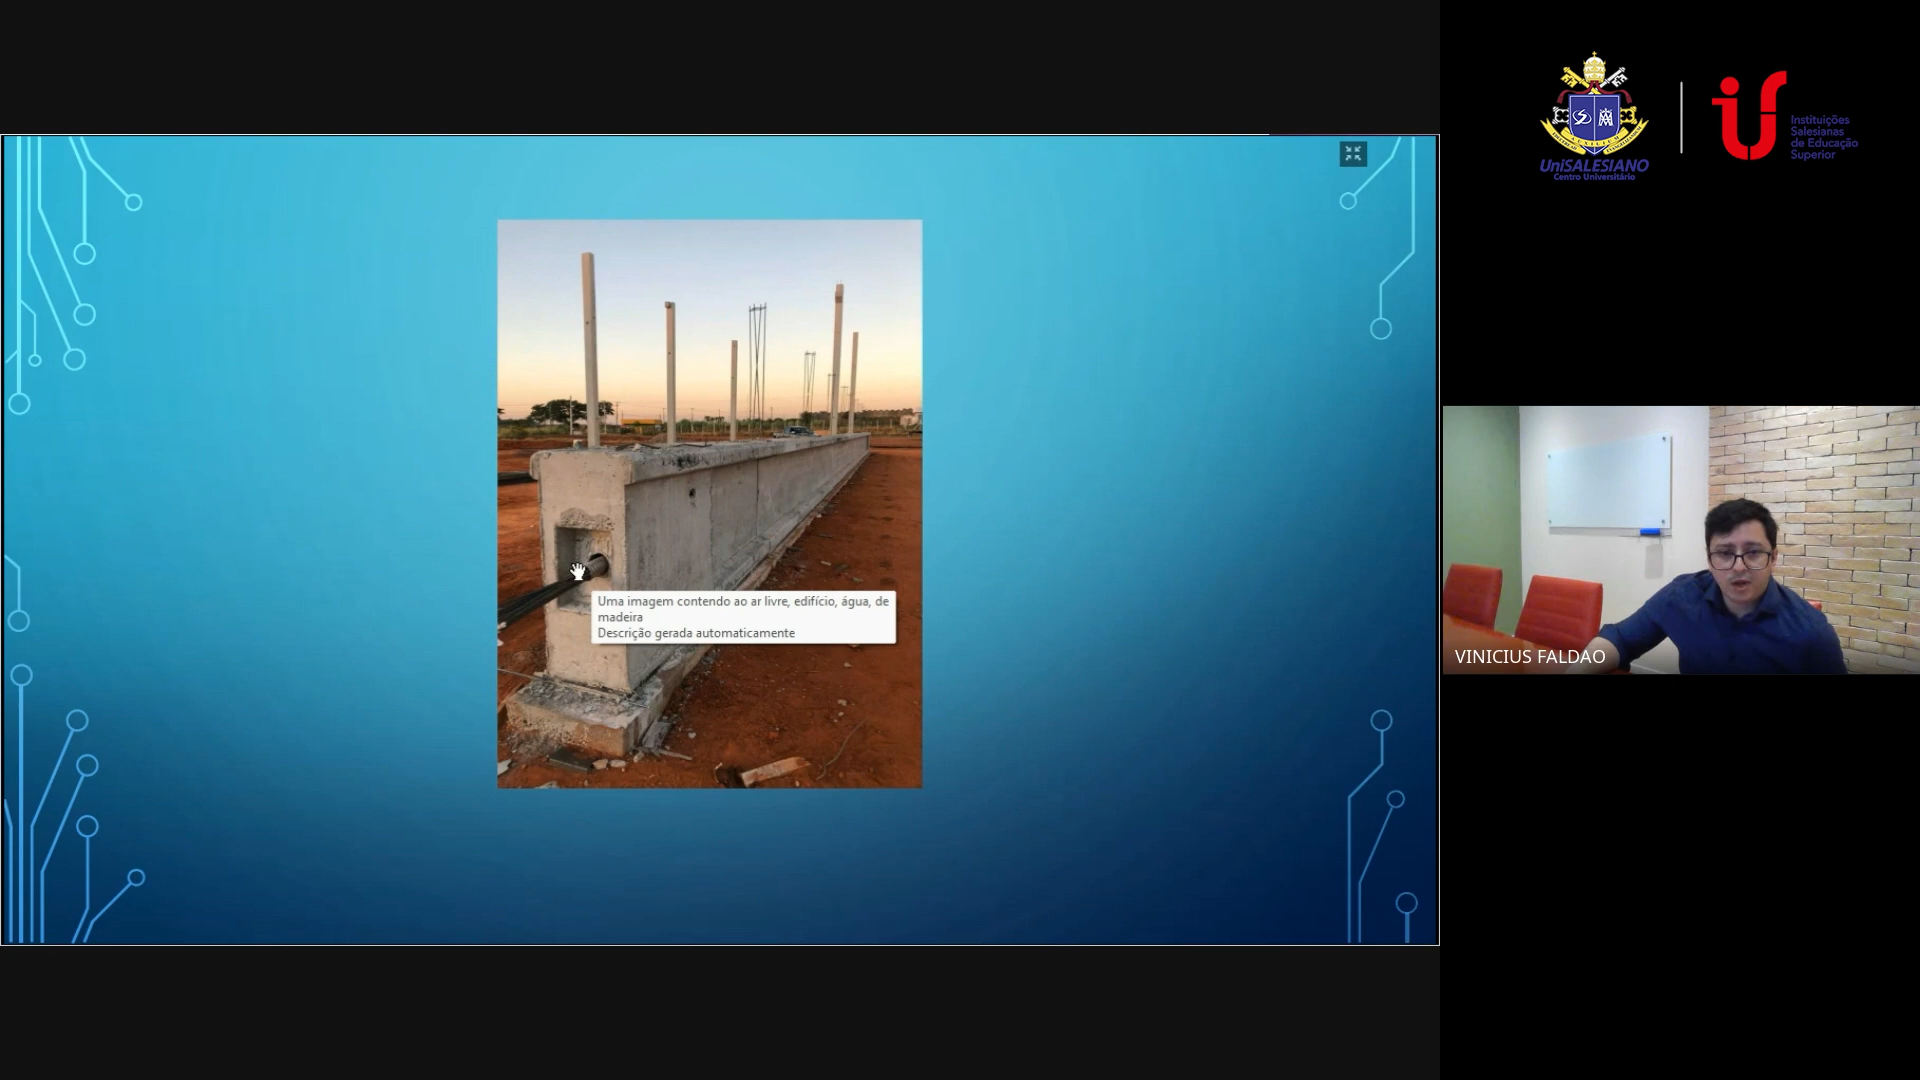 UniSALESIANO
Centro Universitário
Instituições
Salesianas
de Educação
Superior
Uma imagem contendo ao ar livre, edifício, água, de
madeira
Descrição gerada automaticamente
VINICIUS FALDAO